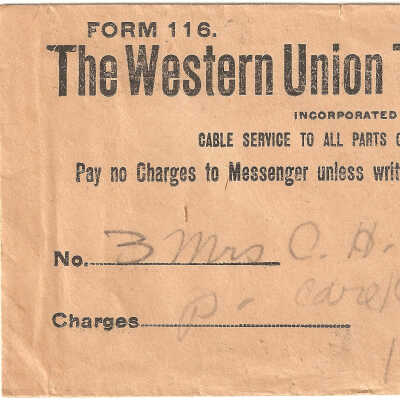 FORM 116.
The Western Union
INCORPORATED
CABLE SERVICE TO ALL PARTS
Pay no Charges to Messenger unless writ
No. 3 Mrs C. H.
Charges P.